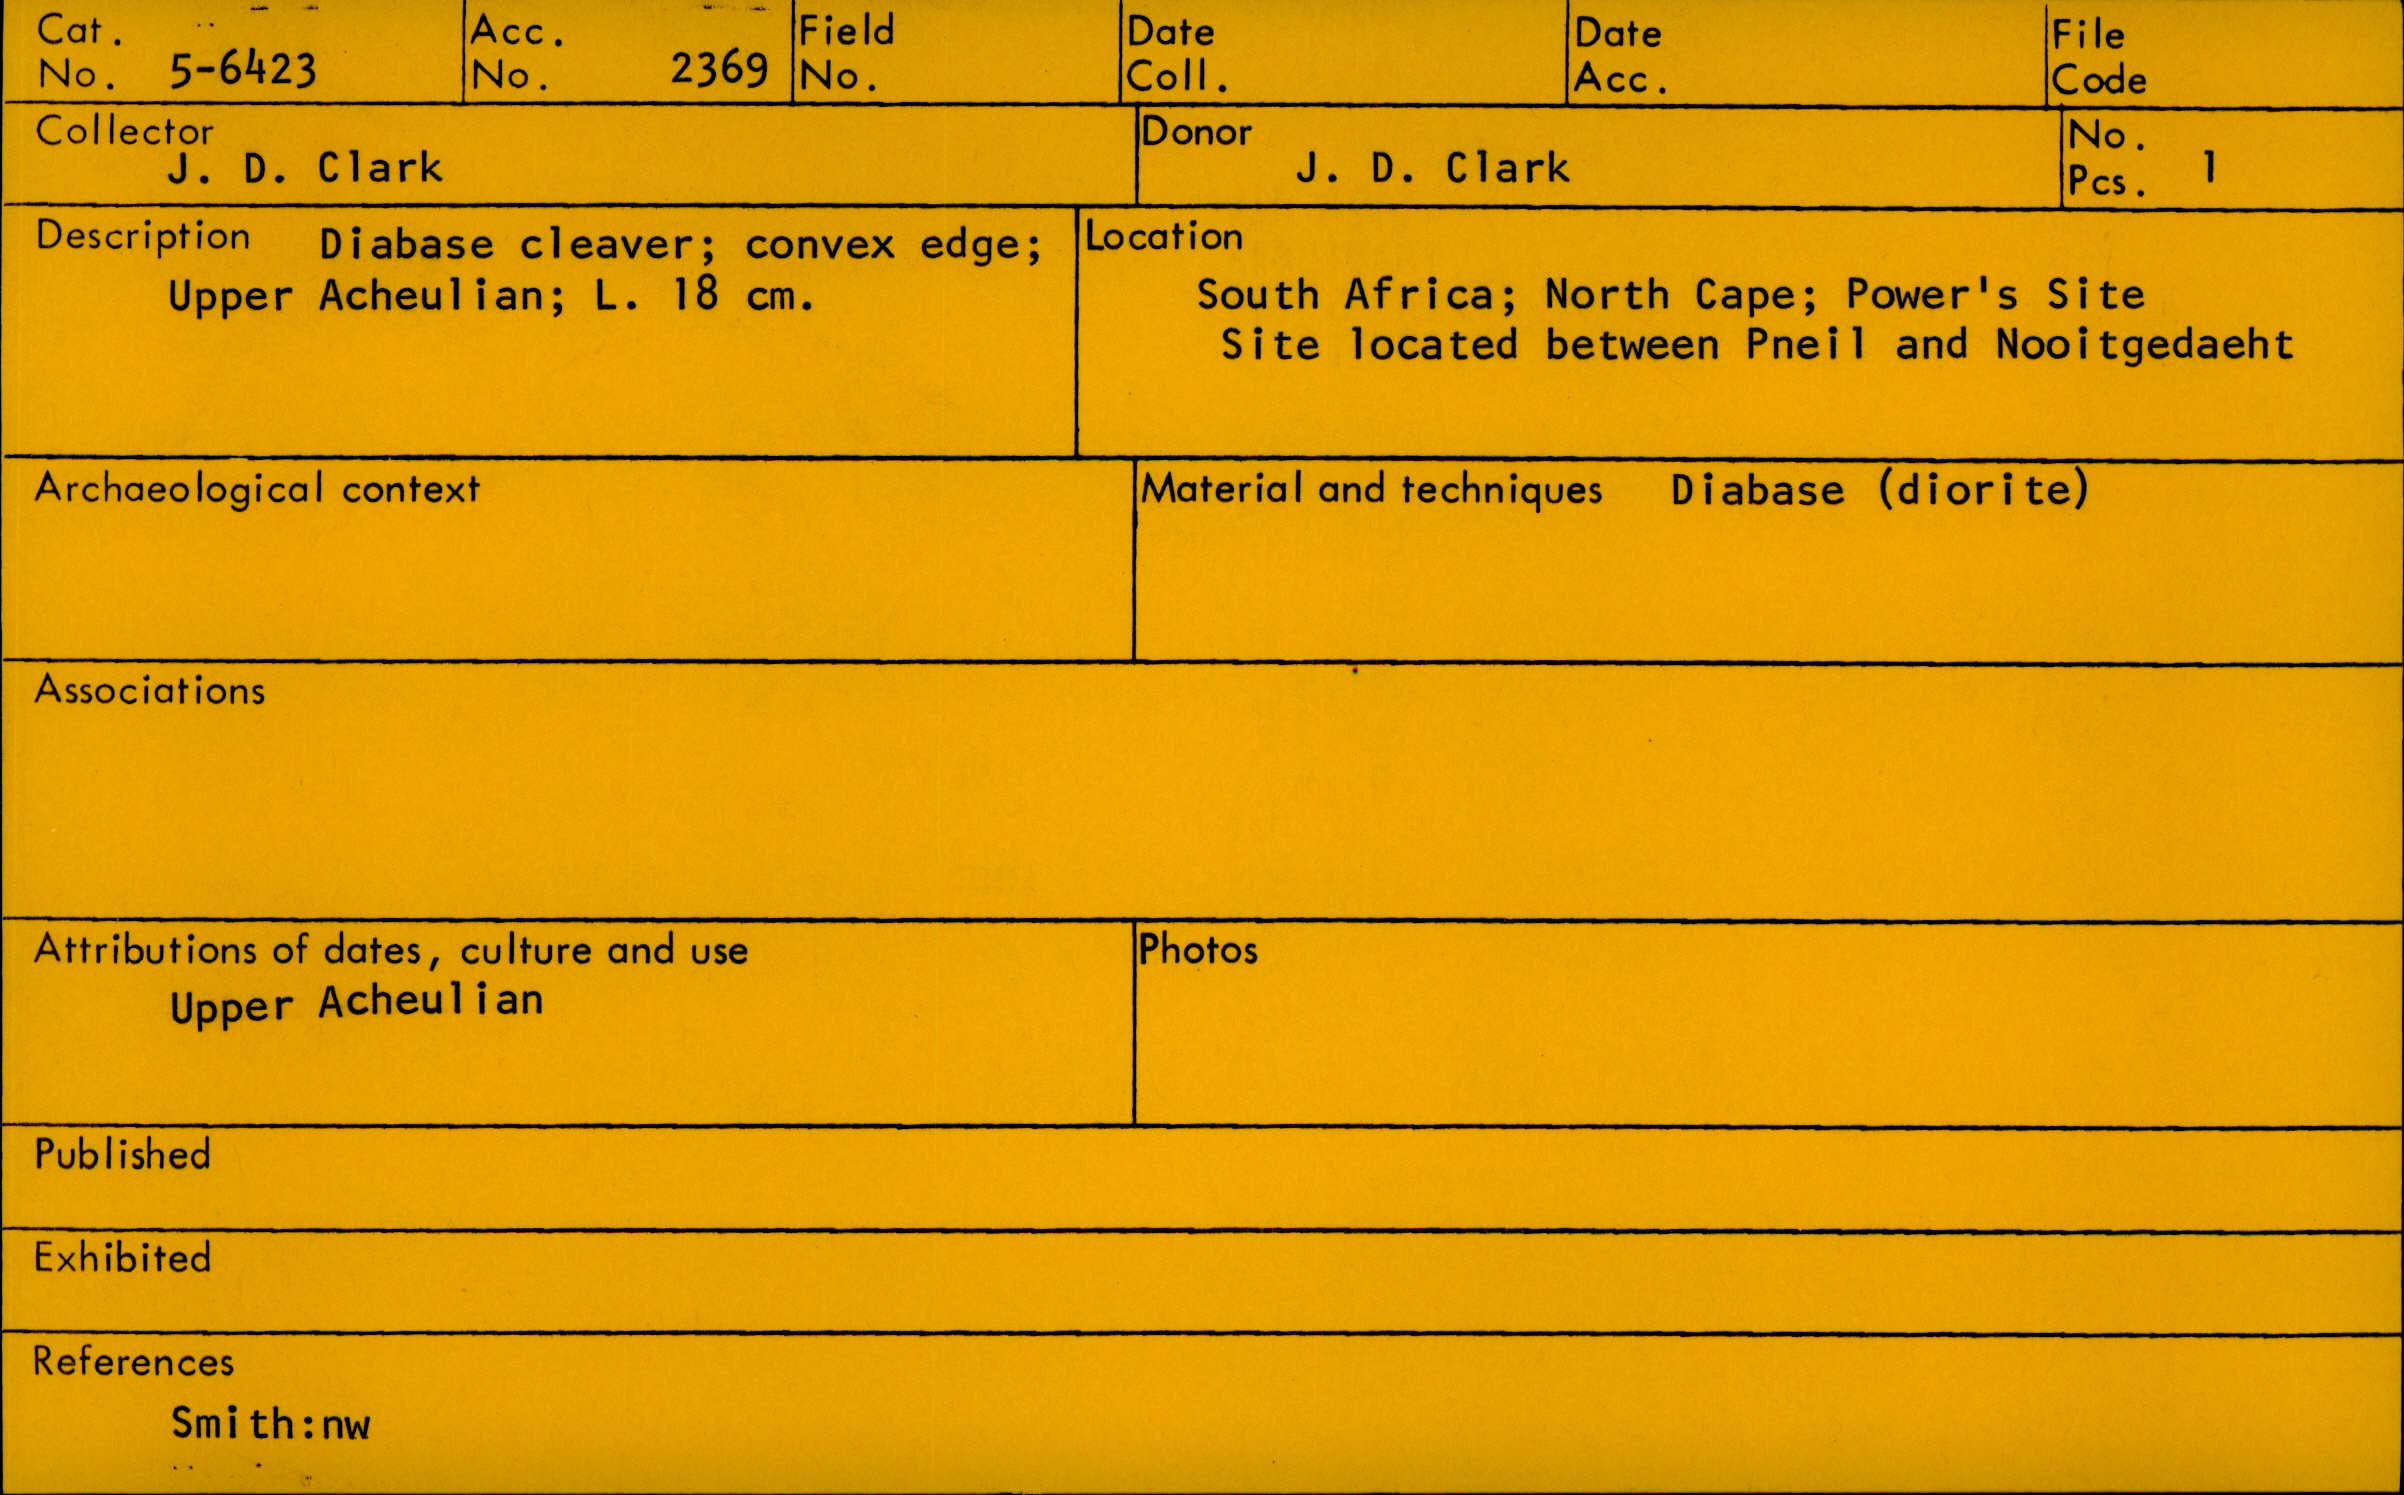 Cat. No. 5-6423
Acc. No. 2369
Field No.
Date Coll.
Date Acc.
File Code
Collector
J. D. Clark
Donor
J. D. Clark
No. Pcs. 1
Description Diabase cleaver; convex edge;
Upper Acheulian; L. 18 cm.
Location
South Africa; North Cape; Power's Site
Site located between Pneil and Nooitgedaeht
Archaeological context
Material and techniques Diabase (diorite)
Associations
Attributions of dates, culture and use
Upper Acheulian
Photos
Published
Exhibited
References
Smith:nw